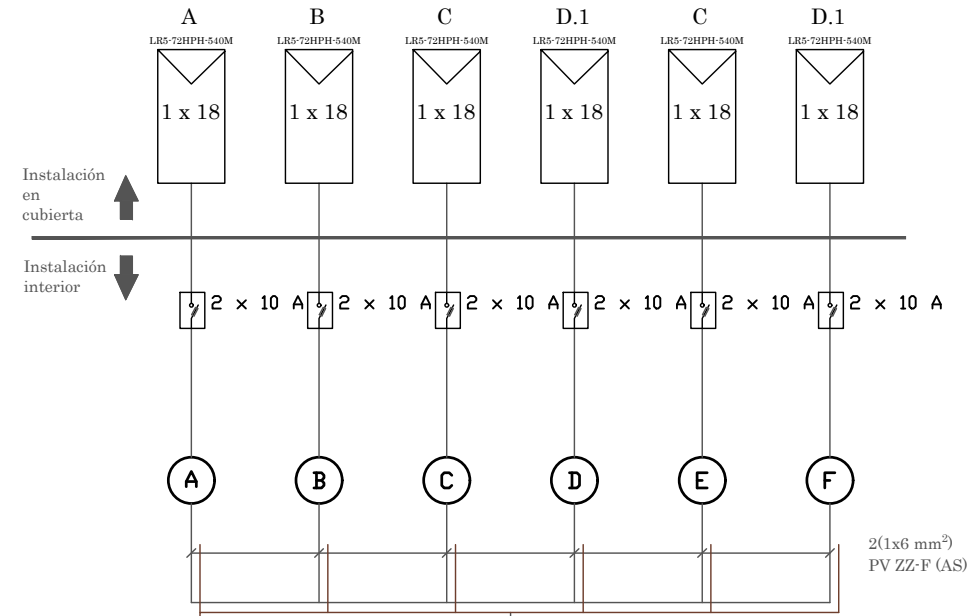 A B C D.1 C D.1
LR5-72HPH-540M LR5-72HPH-540M LR5-72HPH-540M LR5-72HPH-540M LR5-72HPH-540M LR5-72HPH-540M
1 x 18 1 x 18 1 x 18 1 x 18 1 x 18 1 x 18
Instalación
en
cubierta
Instalación
interior
2 x 10 A 2 x 10 A 2 x 10 A 2 x 10 A 2 x 10 A 2 x 10 A
A B C D E F
2(1x6 mm²)
PV ZZ-F (AS)